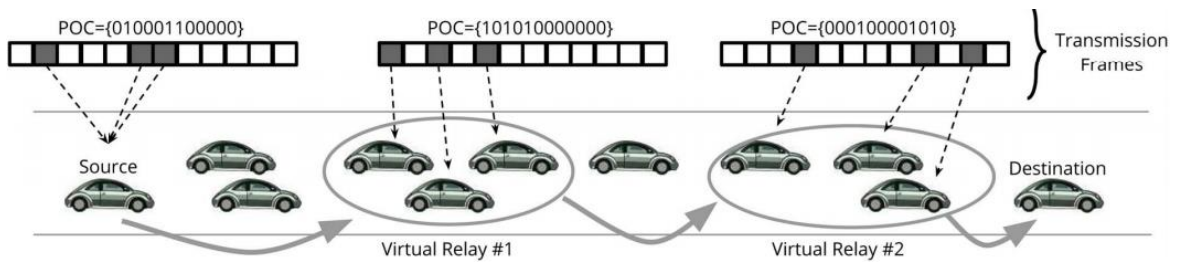 POC={010001100000}
POC={101010000000}
POC={000100001010}
Transmission
Frames
Source
Destination
Virtual Relay #1
Virtual Relay #2